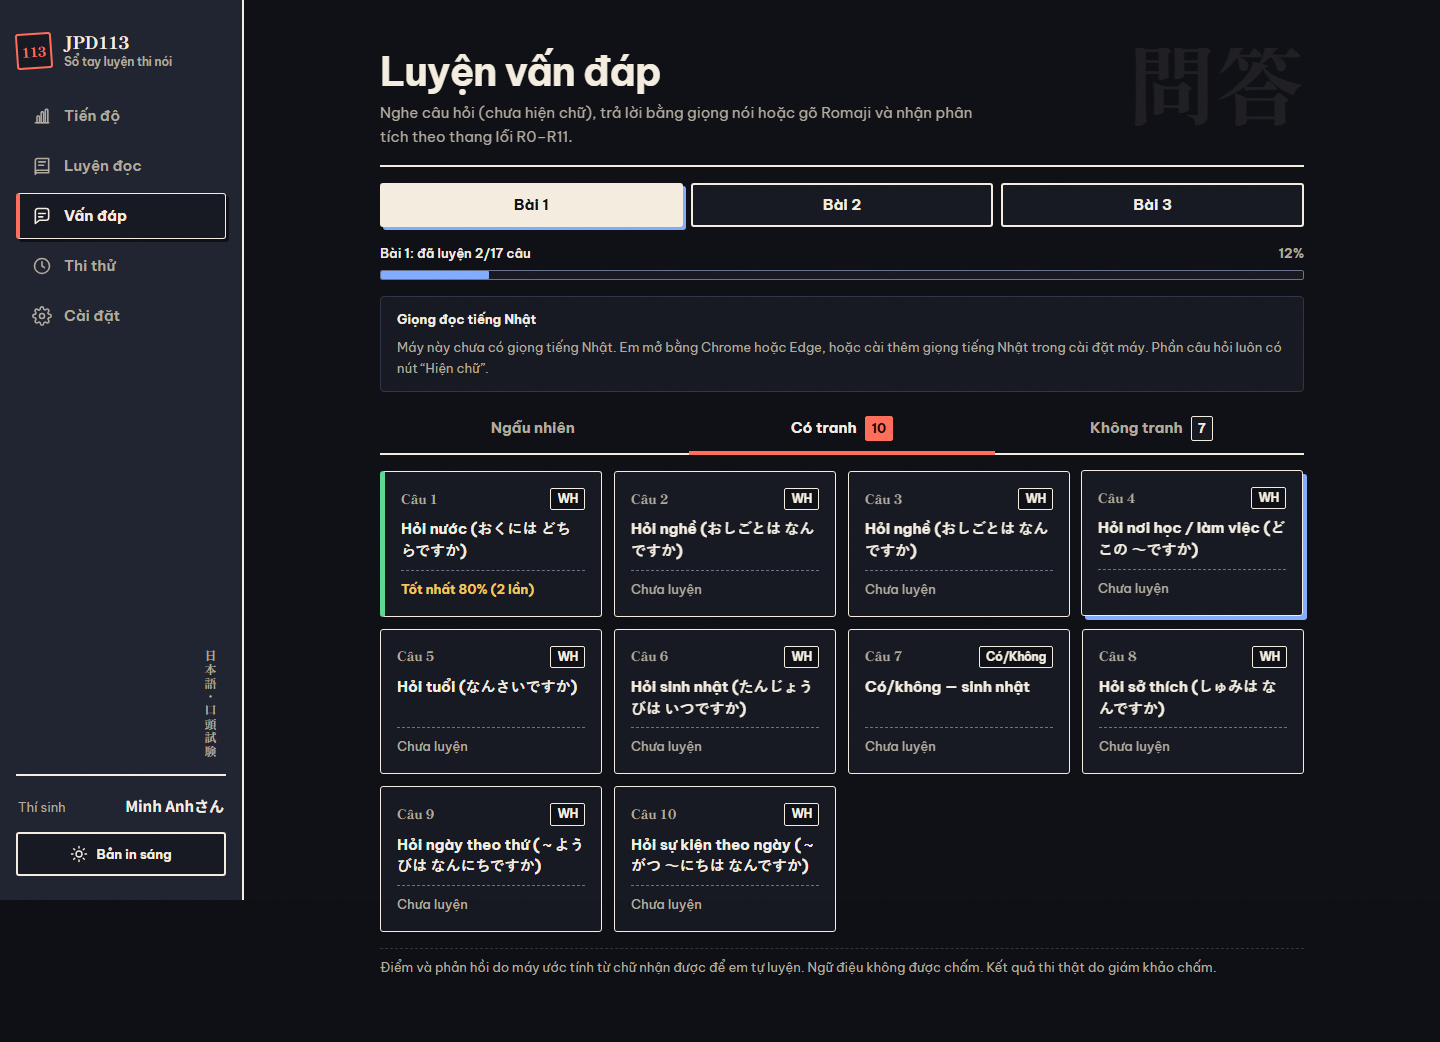 113
JPD113
Sổ tay luyện thi nói
Tiến độ
Luyện đọc
Vấn đáp
Thi thử
Cài đặt
日本語・口頭試験
Thí sinh
Minh Anhさん
Bản in sáng
Luyện vấn đáp
問答
Nghe câu hỏi (chưa hiện chữ), trả lời bằng giọng nói hoặc gõ Romaji và nhận phân
tích theo thang lỗi R0–R11.
Bài 1
Bài 2
Bài 3
Bài 1: đã luyện 2/17 câu
12%
Giọng đọc tiếng Nhật
Máy này chưa có giọng tiếng Nhật. Em mở bằng Chrome hoặc Edge, hoặc cài thêm giọng tiếng Nhật trong cài đặt máy. Phần câu hỏi luôn có
nút “Hiện chữ”.
Ngẫu nhiên
Có tranh 10
Không tranh 7
Câu 1
WH
Hỏi nước (おくには どち
らですか)
Tốt nhất 80% (2 lần)
Câu 2
WH
Hỏi nghề (おしごとは なん
ですか)
Chưa luyện
Câu 3
WH
Hỏi nghề (おしごとは なん
ですか)
Chưa luyện
Câu 4
WH
Hỏi nơi học / làm việc (ど
この 〜ですか)
Chưa luyện
Câu 5
WH
Hỏi tuổi (なんさいですか)
Chưa luyện
Câu 6
WH
Hỏi sinh nhật (たんじょう
びは いつですか)
Chưa luyện
Câu 7
Có/Không
Có/không — sinh nhật
Chưa luyện
Câu 8
WH
Hỏi sở thích (しゅみは な
んですか)
Chưa luyện
Câu 9
WH
Hỏi ngày theo thứ (~よう
びは なんにちですか)
Chưa luyện
Câu 10
WH
Hỏi sự kiện theo ngày (~
がつ 〜にちは なんですか)
Chưa luyện
Điểm và phản hồi do máy ước tính từ chữ nhận được để em tự luyện. Ngữ điệu không được chấm. Kết quả thi thật do giám khảo chấm.